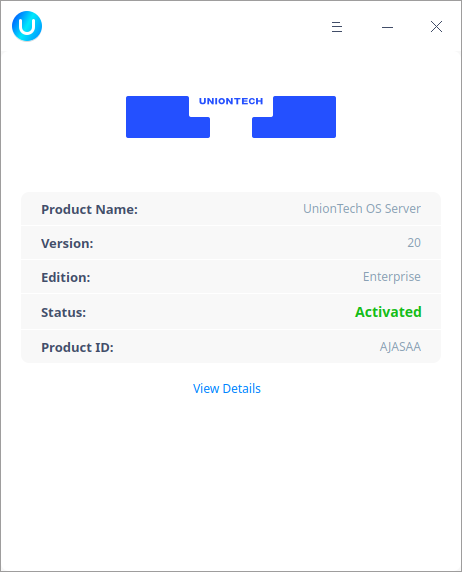 UNIONTECH
Product Name: UnionTech OS Server
Version: 20
Edition: Enterprise
Status: Activated
Product ID: AJASAA
View Details